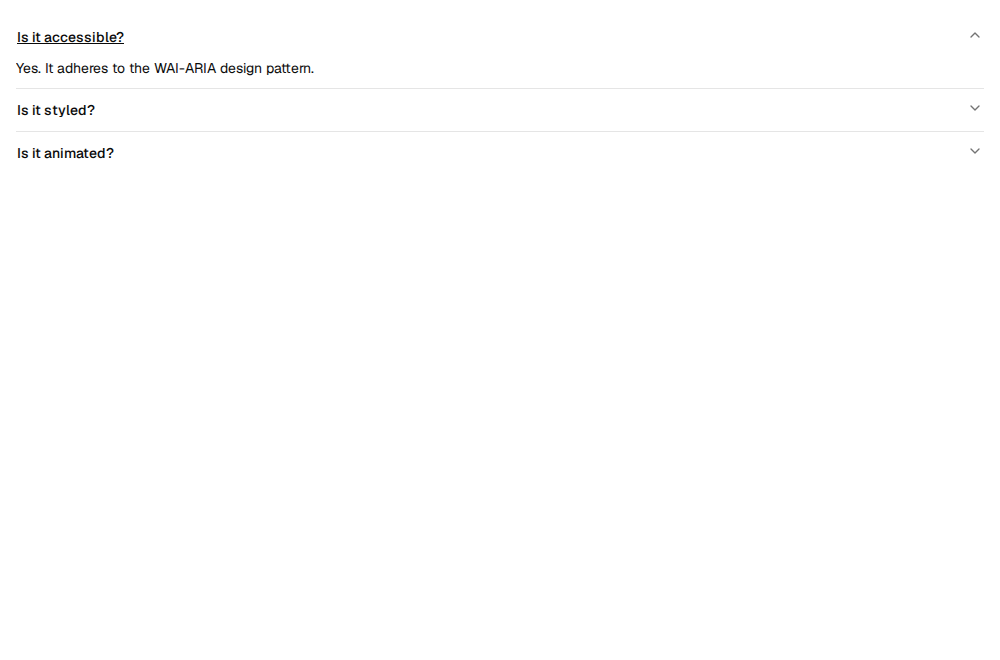 Is it accessible?
Yes. It adheres to the WAI-ARIA design pattern.
Is it styled?
Is it animated?